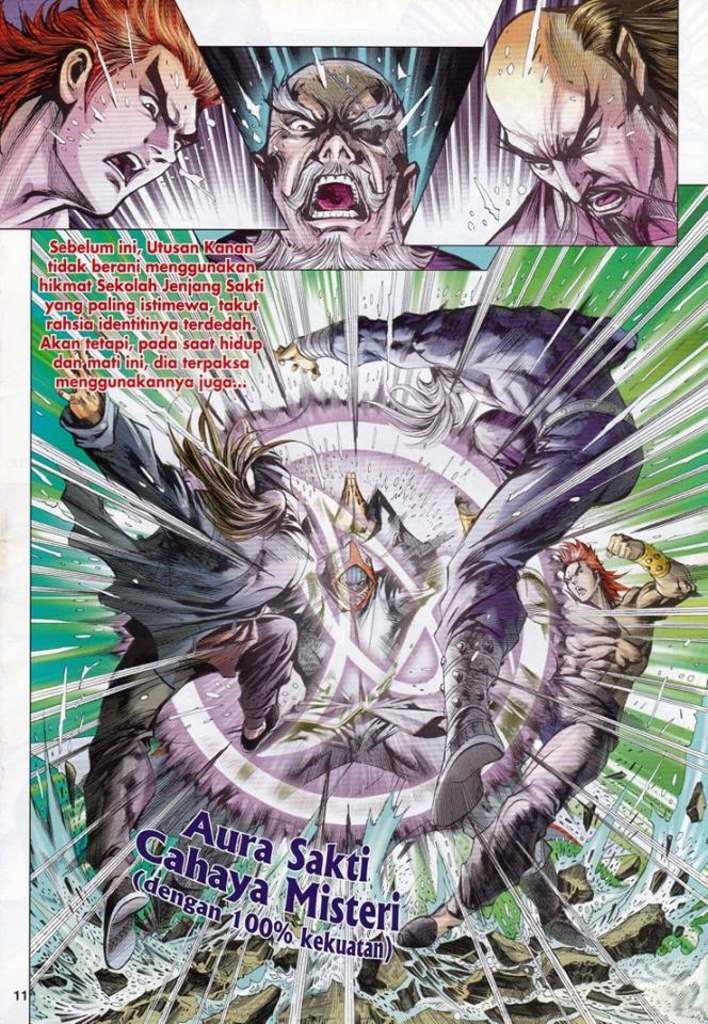 Sebelum ini, Utusan Kanan
tidak berani menggunakan
hikmat Sekolah Jenjang Sakti
yang paling istimewa, takut
rahsia identitinya terdedah.
Akan tetapi, pada saat hidup
dan mati ini, dia terpaksa
menggunakannya juga...
Aura Sakti
Cahaya Misteri
(dengan 100% kekuatan)
11